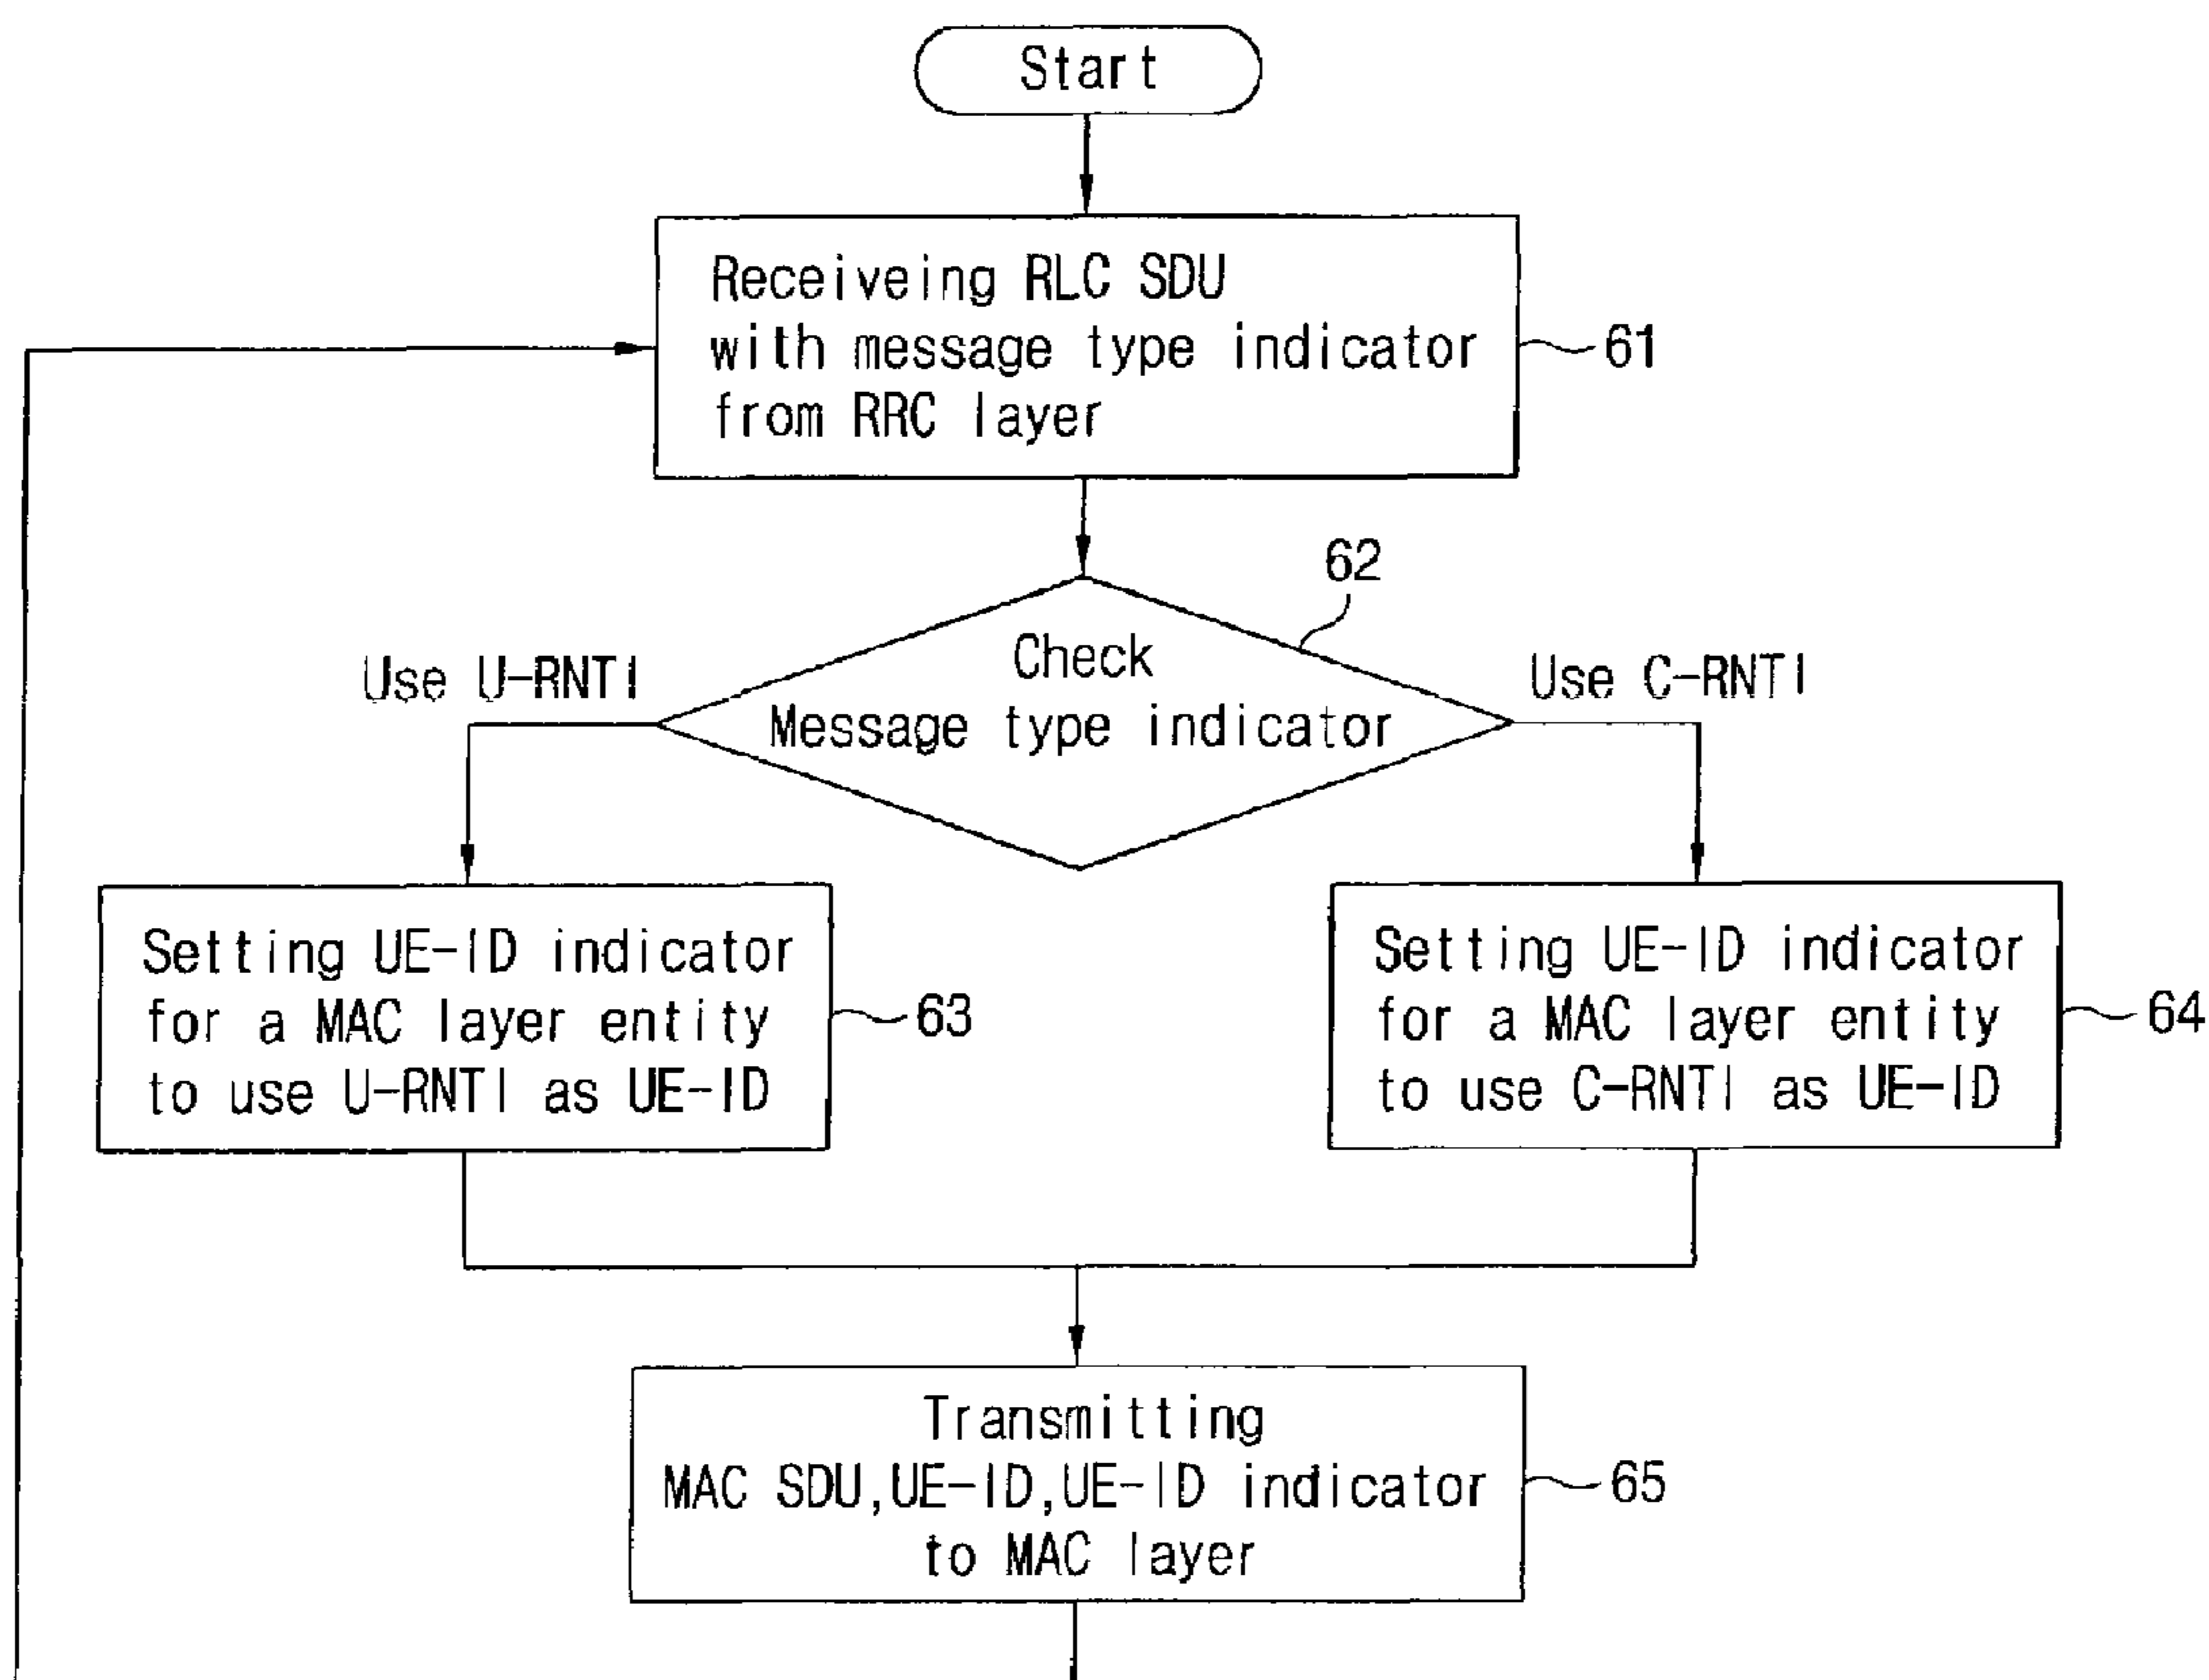 Start
Receiveing RLC SDU
with message type indicator
from RRC layer
61
62
Check
Message type indicator
Use U-RNTI
Use C-RNTI
Setting UE-ID indicator
for a MAC layer entity
to use U-RNTI as UE-ID
63
Setting UE-ID indicator
for a MAC layer entity
to use C-RNTI as UE-ID
64
Transmitting
MAC SDU,UE-ID,UE-ID indicator
to MAC layer
65